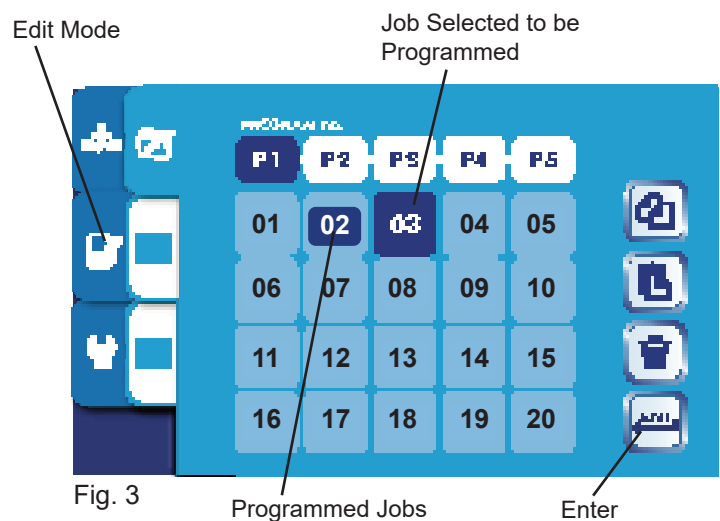 Edit Mode
Job Selected to be
Programmed
P1 P2 P3 P4 P5
01 02 03 04 05
06 07 08 09 10
11 12 13 14 15
16 17 18 19 20
Fig. 3
Programmed Jobs
Enter